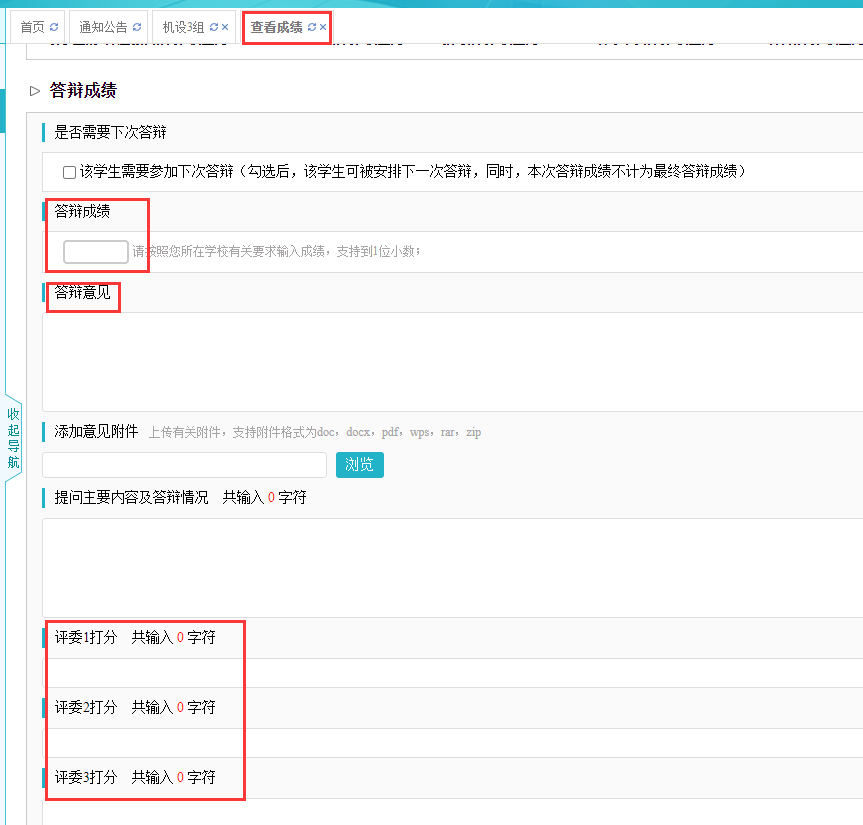 首页 通知公告 机设3组 查看成绩
答辩成绩
是否需要下次答辩
该学生需要参加下次答辩（勾选后，该学生可被安排下一次答辩，同时，本次答辩成绩不计为最终答辩成绩）
答辩成绩
请按照您所在学校有关要求输入成绩，支持到1位小数；
答辩意见
添加意见附件 上传有关附件，支持附件格式为doc，docx，pdf，wps，rar，zip
浏览
提问主要内容及答辩情况 共输入 0 字符
评委1打分 共输入 0 字符
评委2打分 共输入 0 字符
评委3打分 共输入 0 字符
收起导航